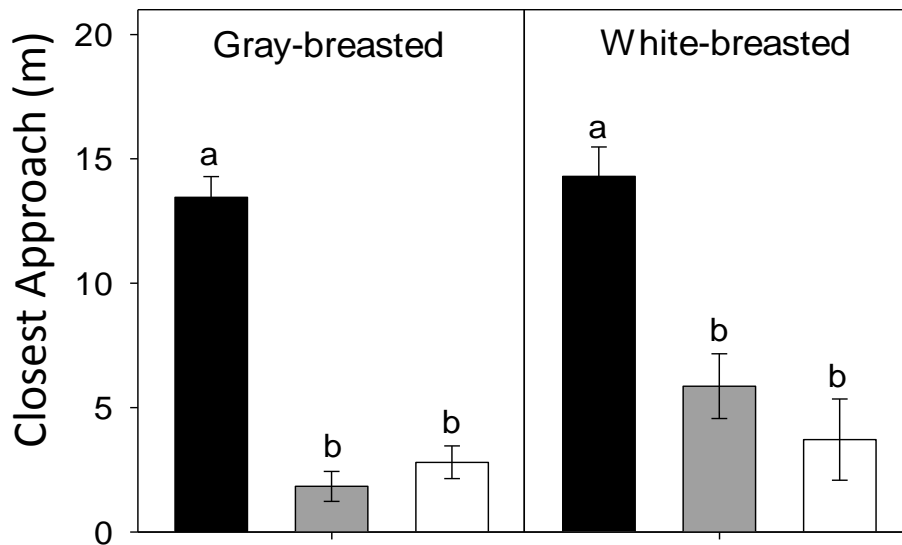 Closest Approach (m)
20
15
10
5
0
Gray-breasted
White-breasted
a
b
b
a
b
b